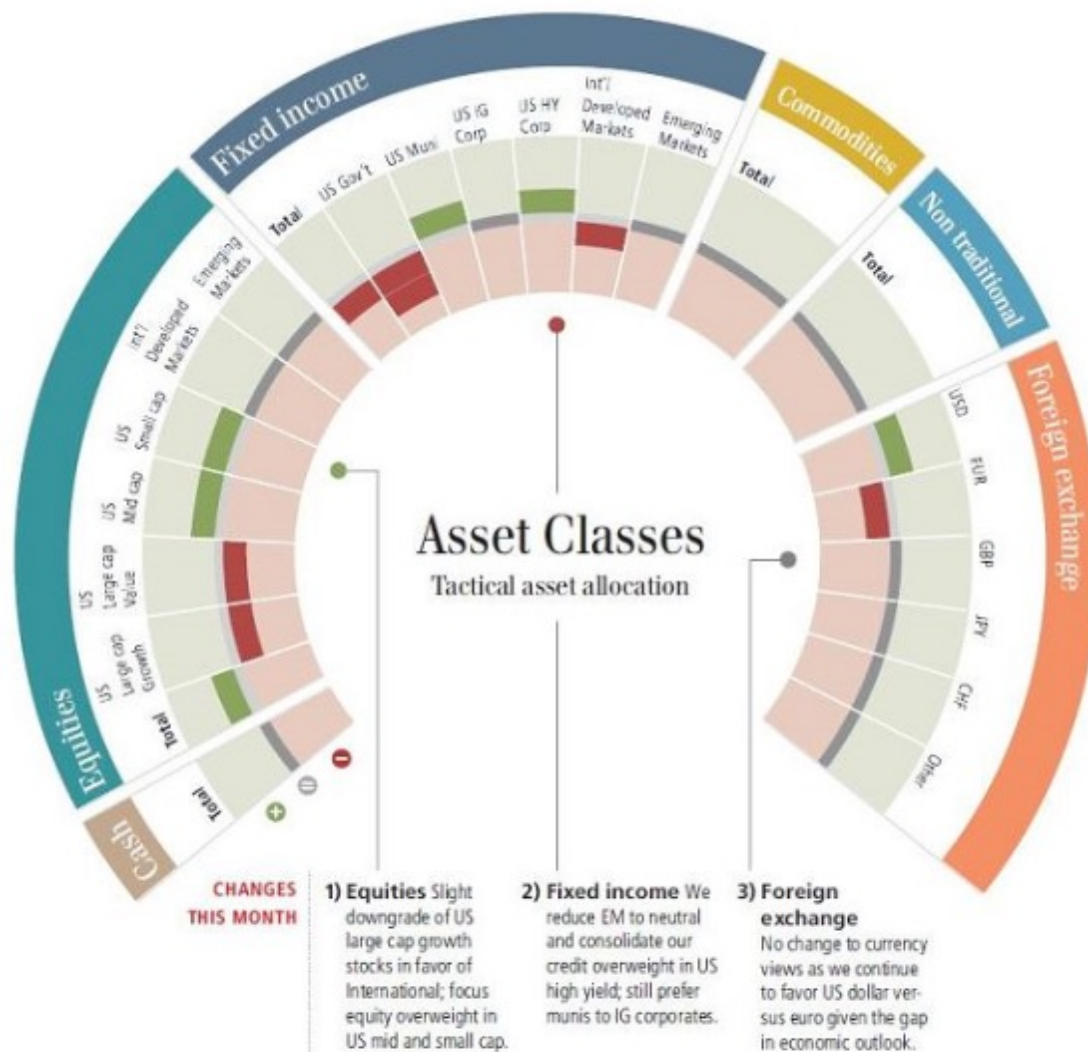 Fixed income
Commodities
Non traditional
Foreign exchange
Equities
Cash
Total
US Gov't
US Muni
US IG
Corp
US HY
Corp
Int'l
Developed
Markets
Emerging
Markets
Total
Total
USD
EUR
GBP
JPY
CHF
Other
Emerging
Markets
Int'l
Developed
Markets
US
Small cap
US
Mid cap
US
Large cap
Value
US
Large cap
Growth
Total
Total
Asset Classes
Tactical asset allocation
CHANGES
THIS MONTH
1) Equities Slight
downgrade of US
large cap growth
stocks in favor of
International; focus
equity overweight in
US mid and small cap.
2) Fixed income We
reduce EM to neutral
and consolidate our
credit overweight in US
high yield; still prefer
munis to IG corporates.
3) Foreign
exchange
No change to currency
views as we continue
to favor US dollar ver-
sus euro given the gap
in economic outlook.